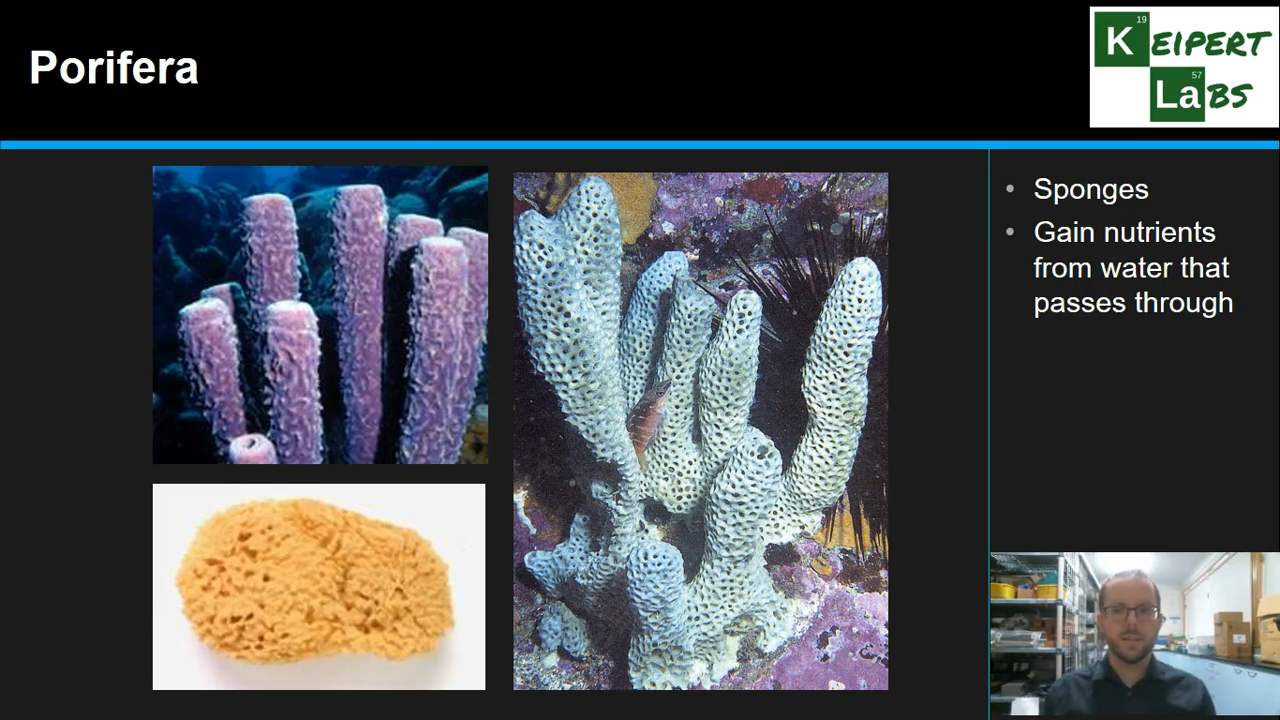 Porifera
19
K EIPERT
57
La BS
• Sponges
• Gain nutrients
from water that
passes through